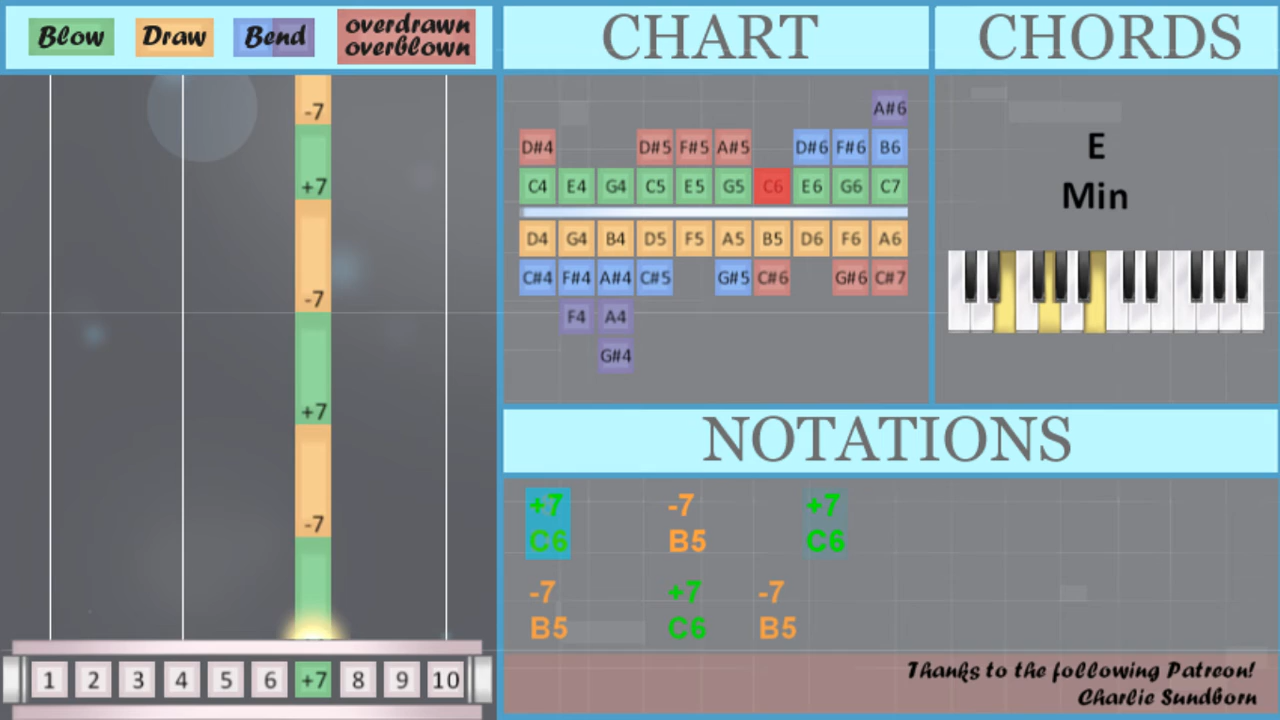 Blow Draw Bend overdrawn
overblown
CHART
CHORDS
-7
+7
-7
+7
-7
1 2 3 4 5 6 +7 8 9 10
A#6
D#4 D#5 F#5 A#5 D#6 F#6 B6
C4 E4 G4 C5 E5 G5 C6 E6 G6 C7
D4 G4 B4 D5 F5 A5 B5 D6 F6 A6
C#4 F#4 A#4 C#5 G#5 C#6 G#6 C#7
F4 A4
G#4
E
Min
NOTATIONS
+7 -7 +7
C6 B5 C6
-7 +7 -7
B5 C6 B5
Thanks to the following Patreon!
Charlie Sundborn